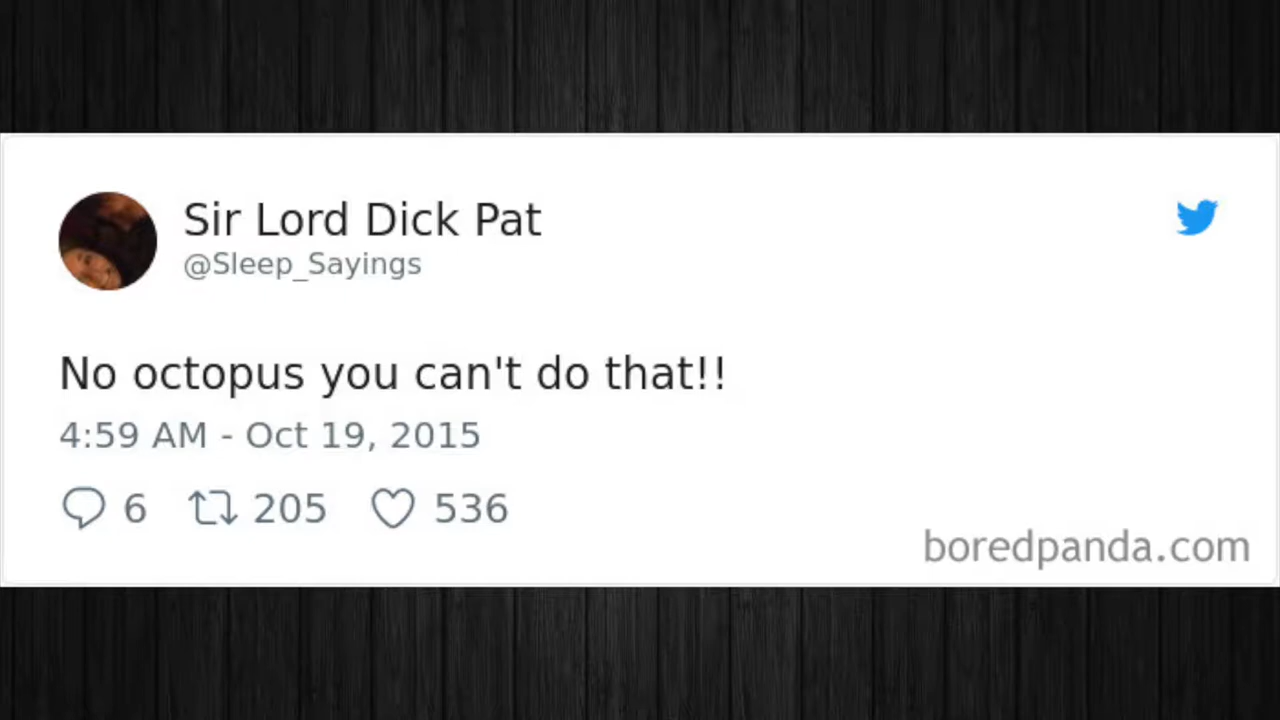 Sir Lord Dick Pat
@Sleep_Sayings
No octopus you can't do that!!
4:59 AM - Oct 19, 2015
6 205 536
boredpanda.com